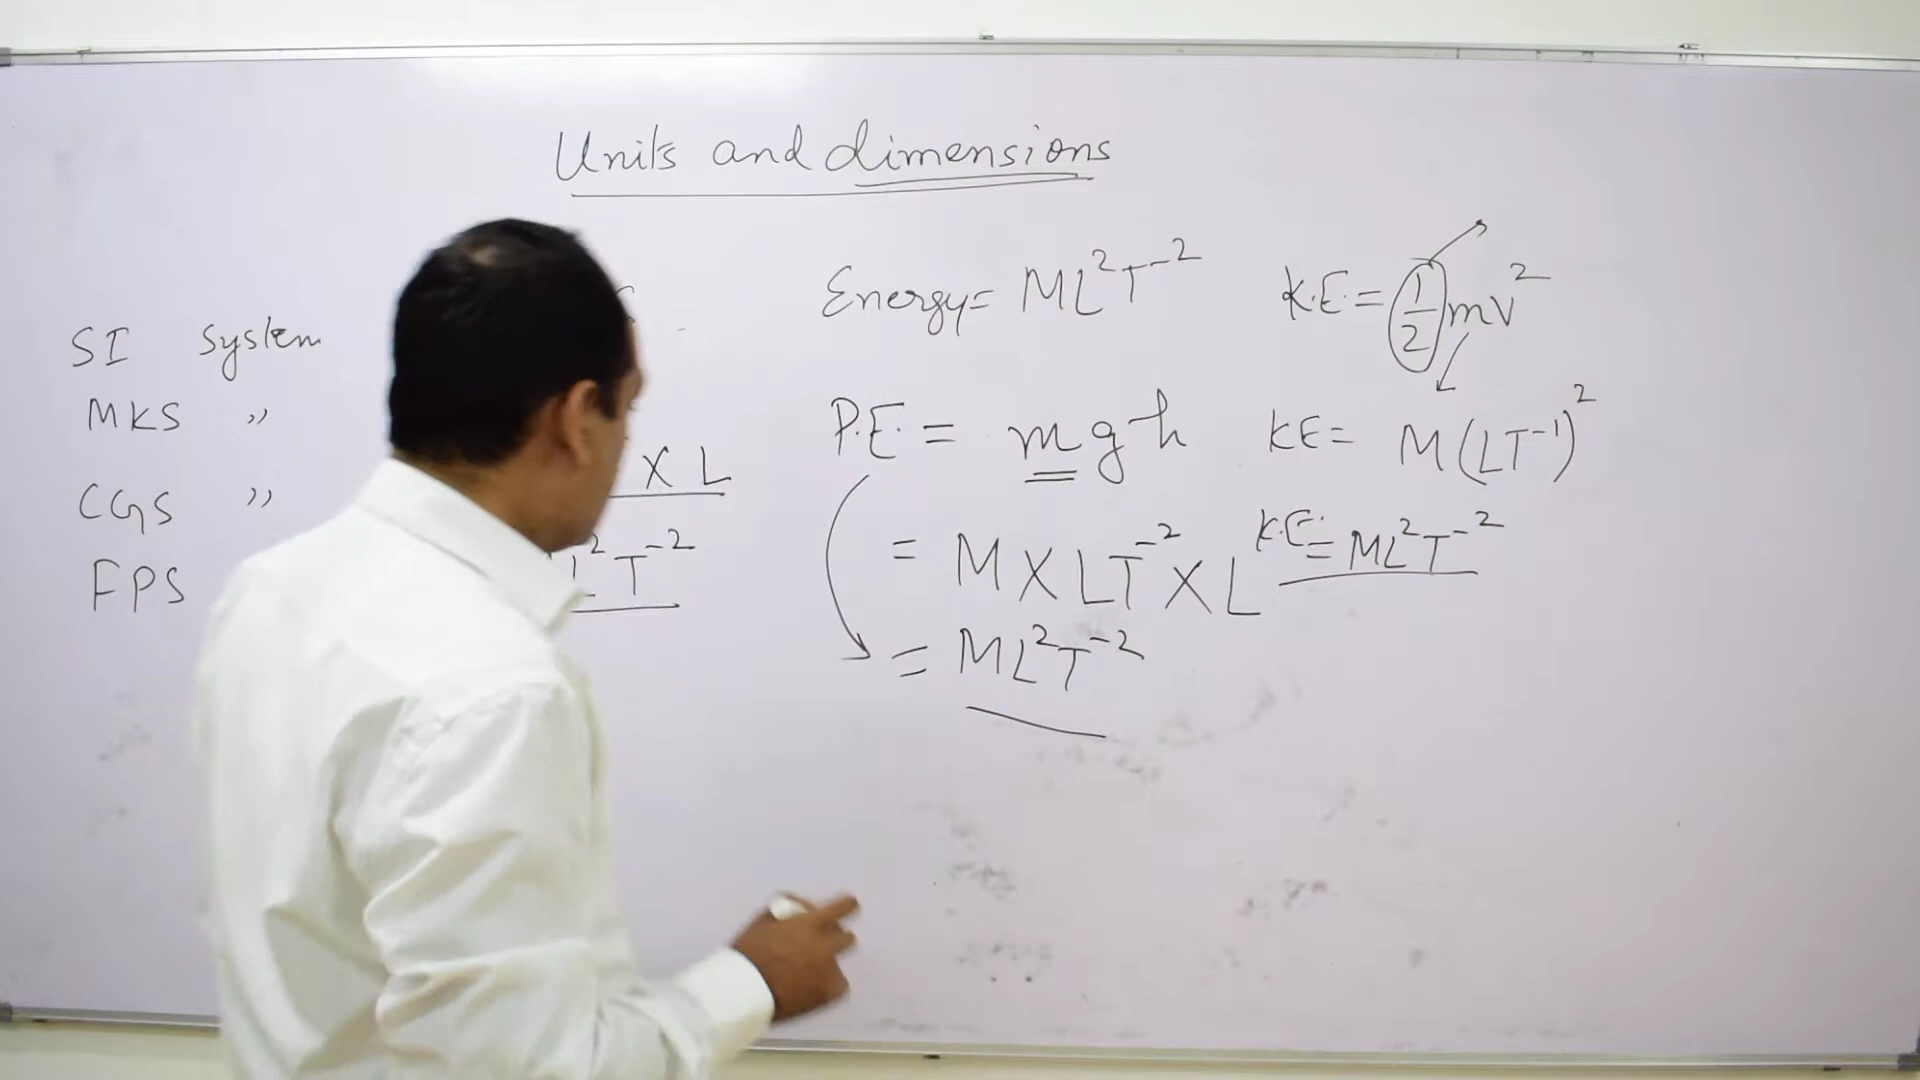 Units and dimensions
SI System
MKS "
CGS "
FPS
X L
L²T⁻²
Energy = ML²T⁻²
P.E. = mgh
= M X LT⁻² X L
= ML²T⁻²
K.E. = 1/2 mv²
KE = M(LT⁻¹)²
K.E. = ML²T⁻²